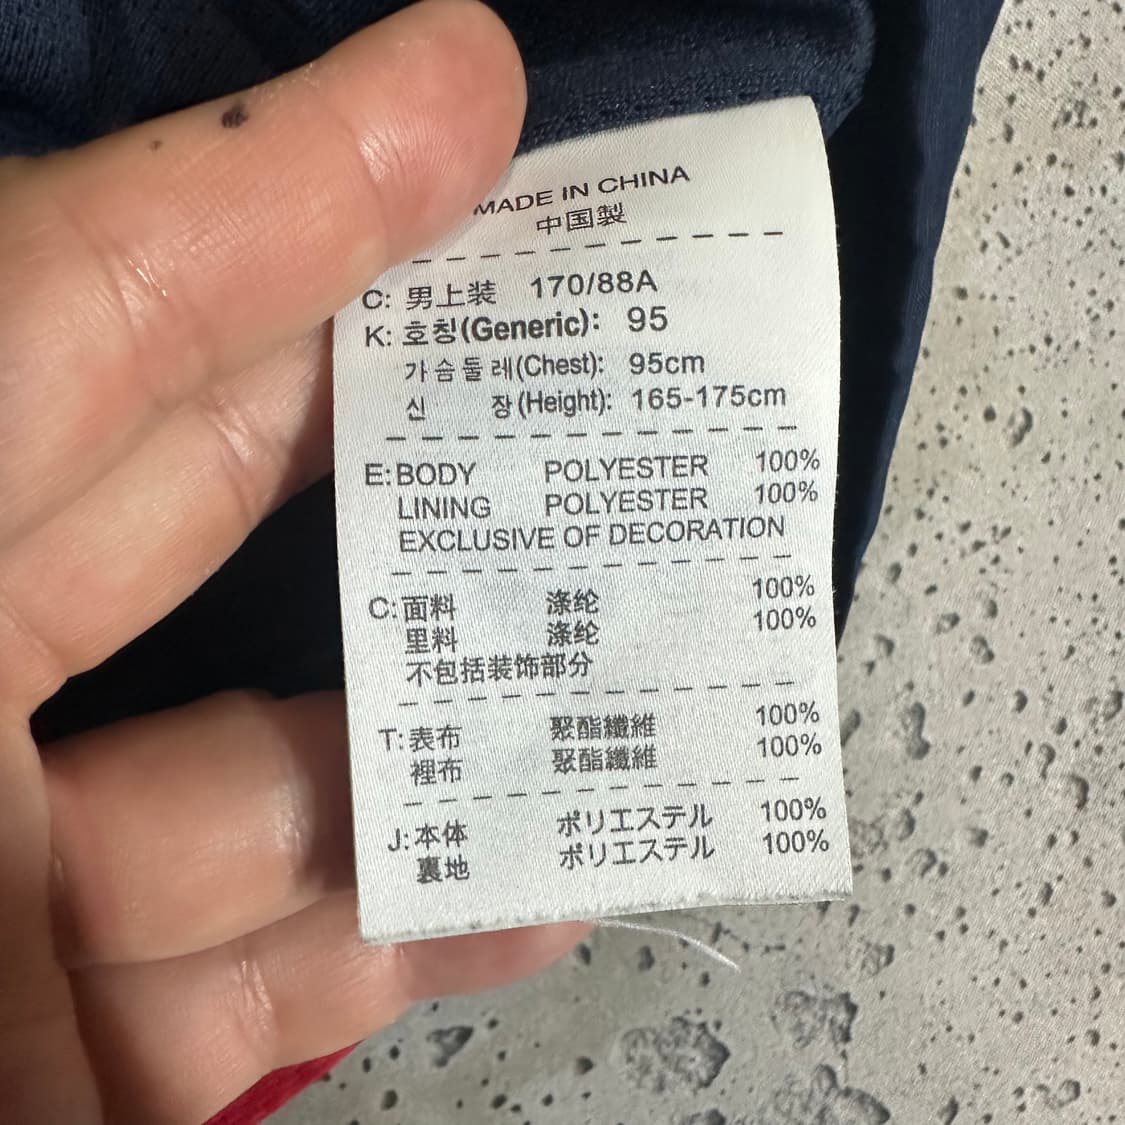 MADE IN CHINA
中国製
C: 男上装 170/88A
K: 호칭(Generic): 95
가슴둘레(Chest): 95cm
신 장(Height): 165-175cm
E: BODY POLYESTER 100%
LINING POLYESTER 100%
EXCLUSIVE OF DECORATION
C: 面料 涤纶 100%
里料 涤纶 100%
不包括装饰部分
T: 表布 聚酯纖維 100%
裡布 聚酯纖維 100%
J: 本体 ポリエステル 100%
裏地 ポリエステル 100%